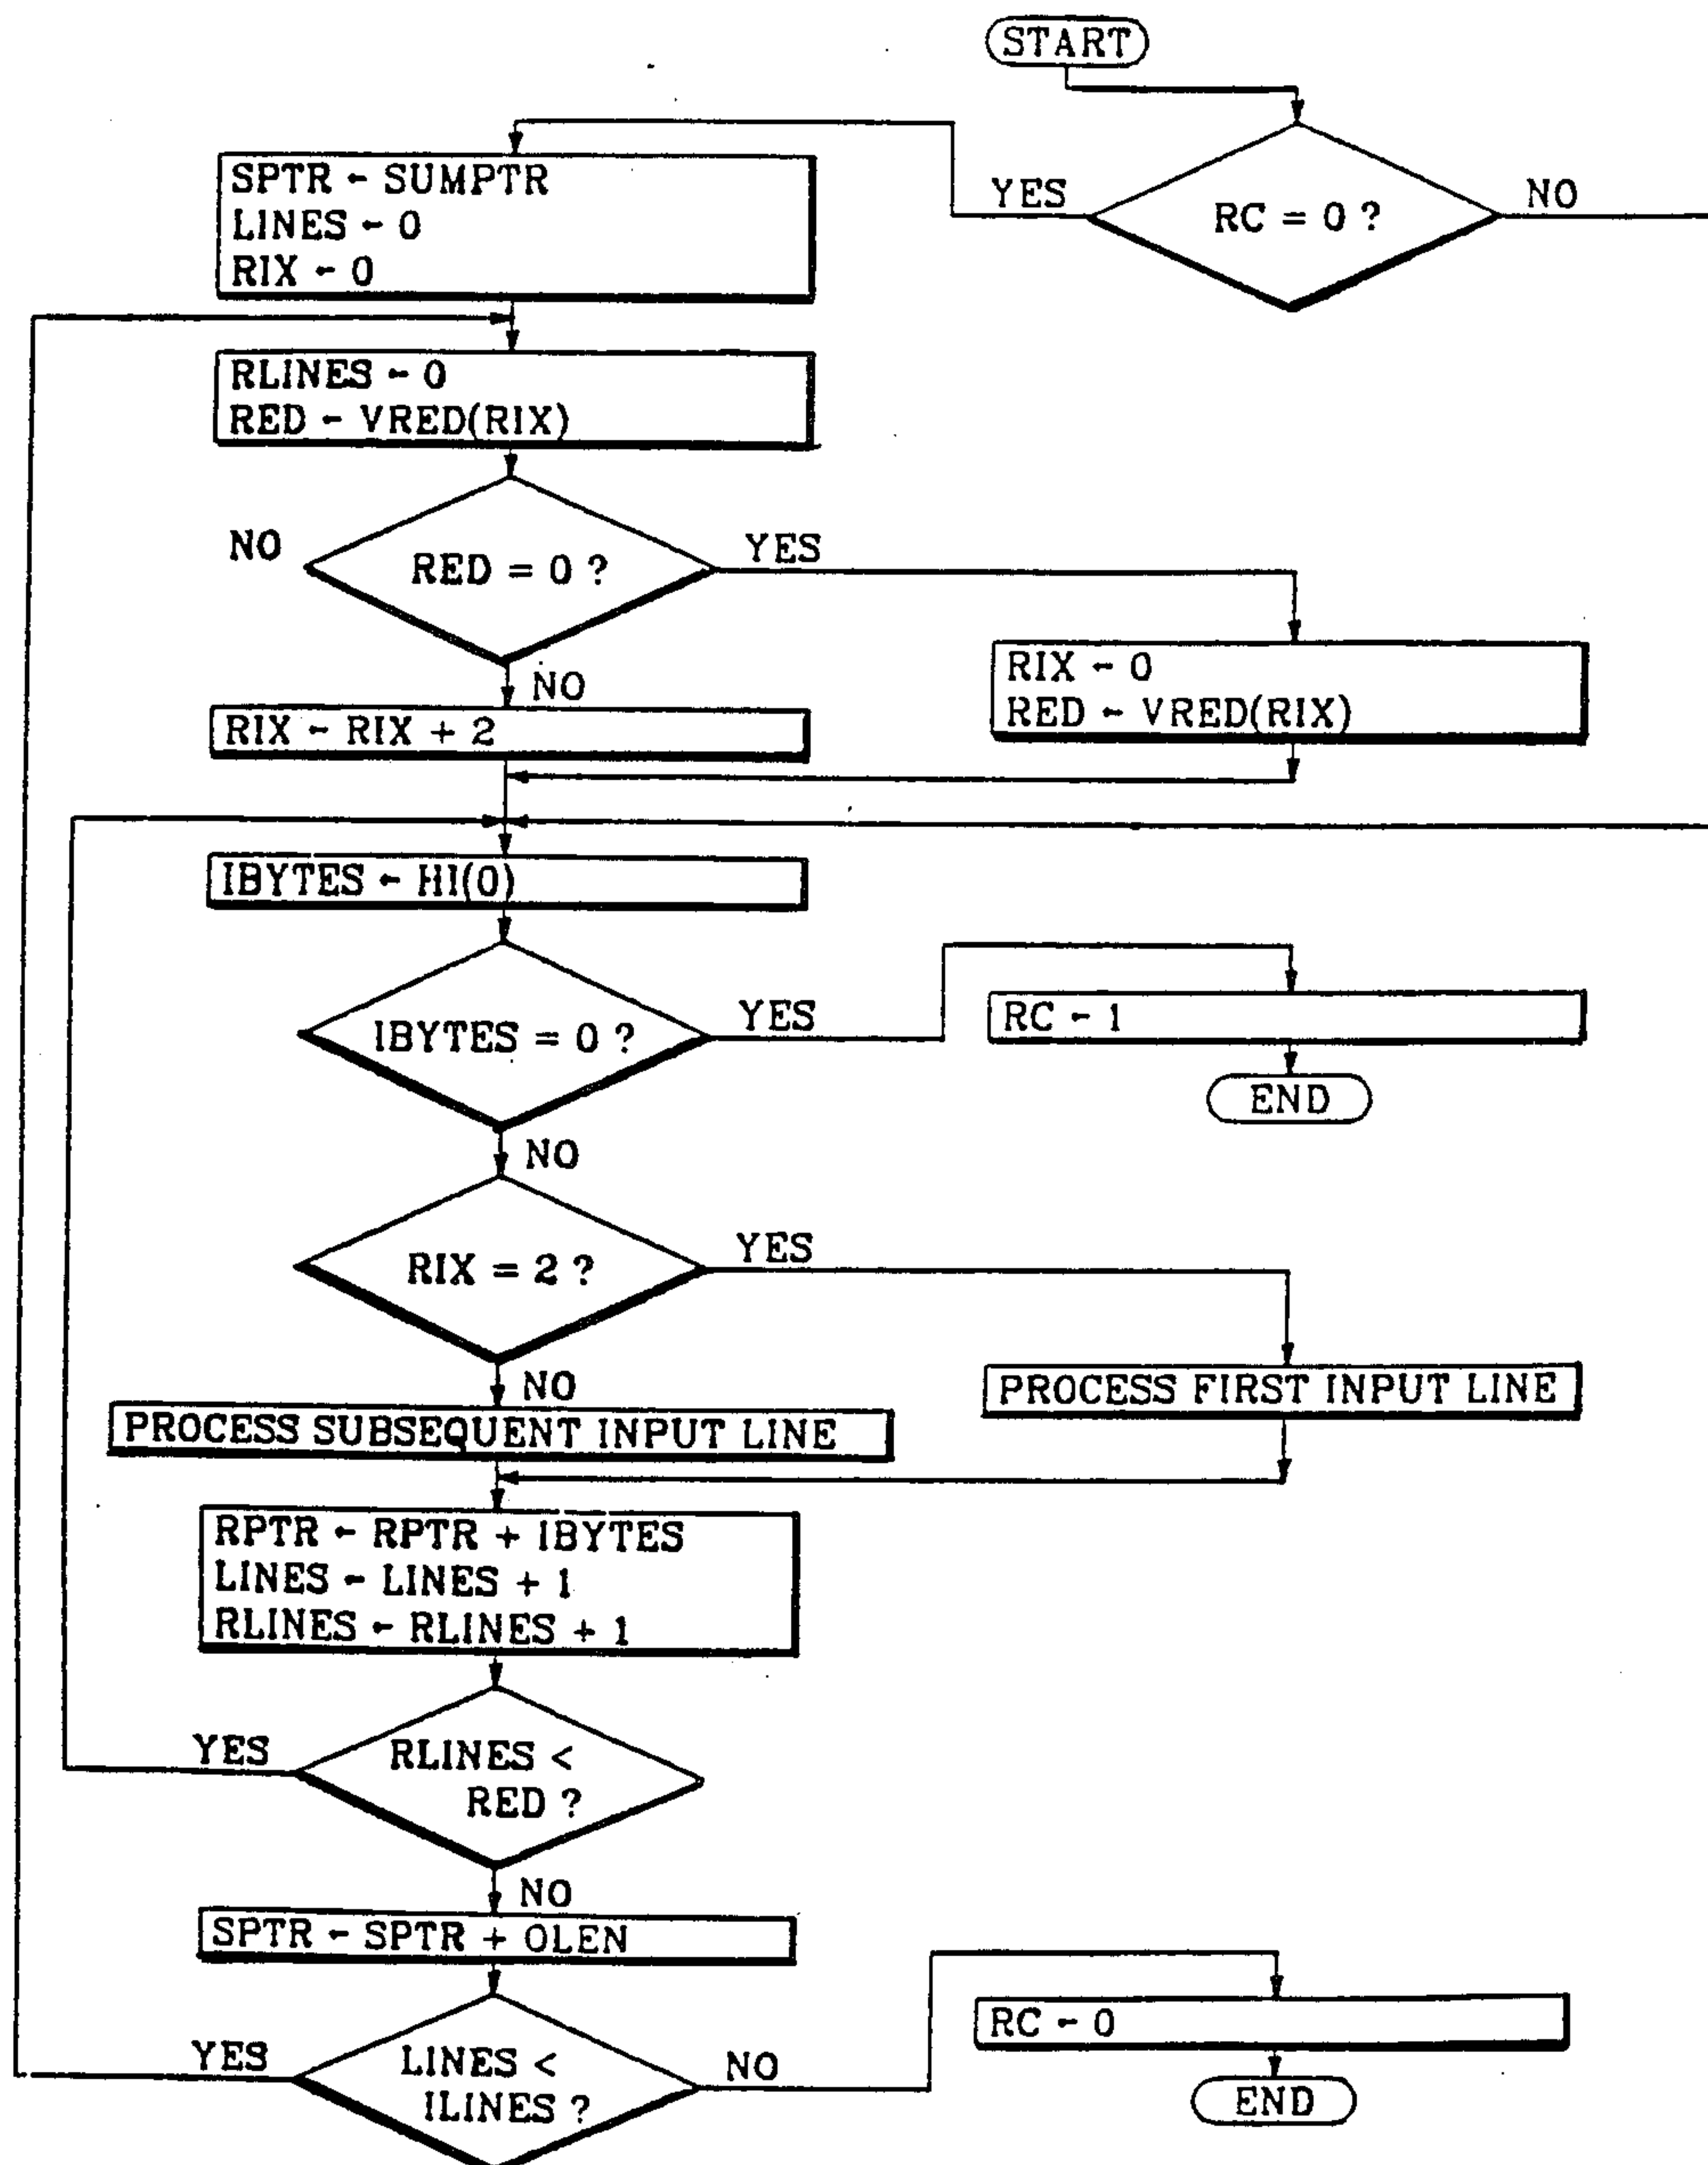 START
RC = 0 ?
YES
NO
SPTR ← SUMPTR
LINES ← 0
RIX ← 0
RLINES ← 0
RED ← VRED(RIX)
NO
RED = 0 ?
YES
NO
RIX ← 0
RED ← VRED(RIX)
RIX ← RIX + 2
IBYTES ← HI(0)
IBYTES = 0 ?
YES
RC ← 1
END
NO
RIX = 2 ?
YES
NO
PROCESS FIRST INPUT LINE
PROCESS SUBSEQUENT INPUT LINE
RPTR ← RPTR + IBYTES
LINES ← LINES + 1
RLINES ← RLINES + 1
YES
RLINES <
RED ?
NO
SPTR ← SPTR + OLEN
YES
LINES <
ILINES ?
NO
RC ← 0
END